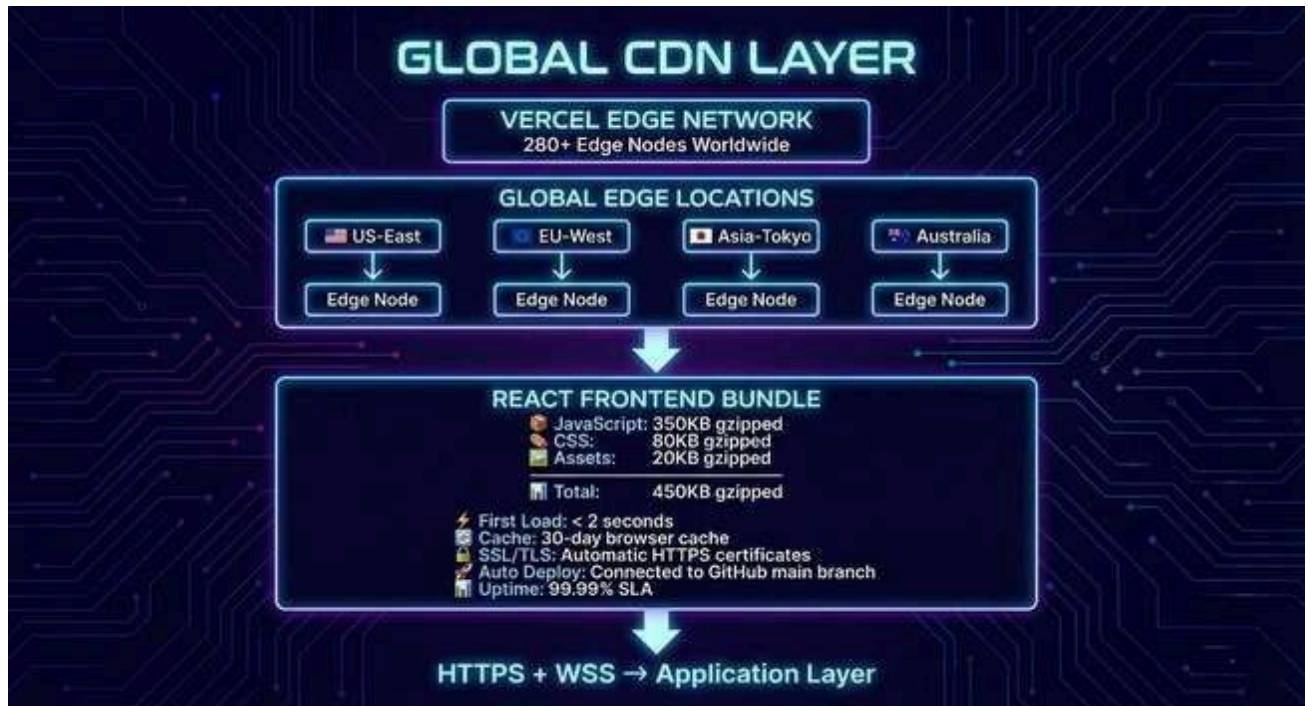 GLOBAL CDN LAYER
VERCEL EDGE NETWORK
280+ Edge Nodes Worldwide
GLOBAL EDGE LOCATIONS
US-East EU-West Asia-Tokyo Australia
Edge Node Edge Node Edge Node Edge Node
REACT FRONTEND BUNDLE
JavaScript: 350KB gzipped
CSS: 80KB gzipped
Assets: 20KB gzipped
Total: 450KB gzipped
First Load: < 2 seconds
Cache: 30-day browser cache
SSL/TLS: Automatic HTTPS certificates
Auto Deploy: Connected to GitHub main branch
Uptime: 99.99% SLA
HTTPS + WSS → Application Layer